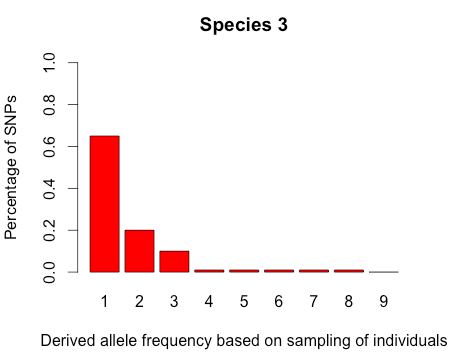 Species 3
Percentage of SNPs
1.0
0.8
0.6
0.4
0.2
0.0
1 2 3 4 5 6 7 8 9
Derived allele frequency based on sampling of individuals